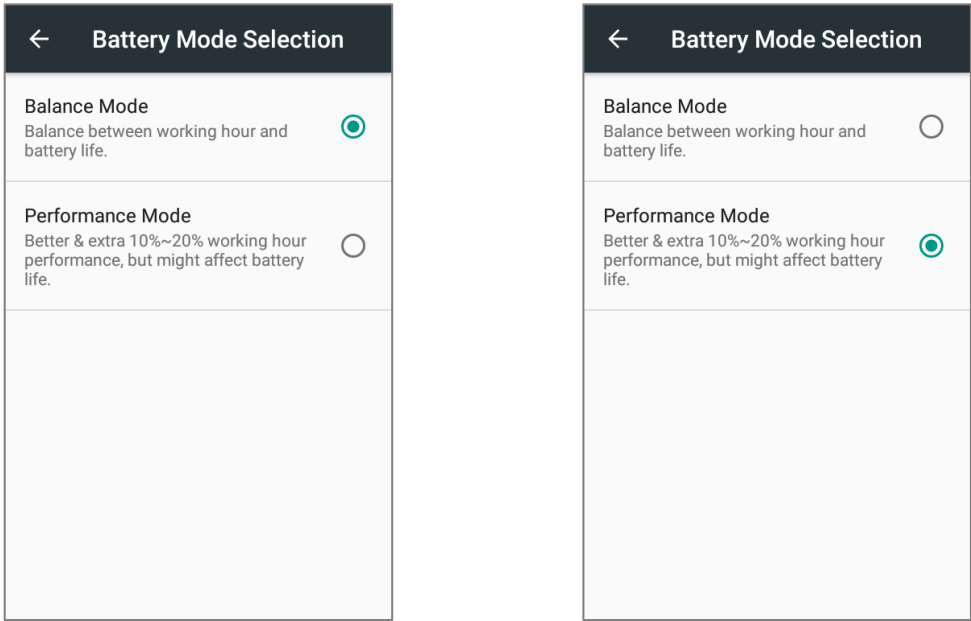 Battery Mode Selection
Balance Mode
Balance between working hour and
battery life.
Performance Mode
Better & extra 10%~20% working hour
performance, but might affect battery
life.
Battery Mode Selection
Balance Mode
Balance between working hour and
battery life.
Performance Mode
Better & extra 10%~20% working hour
performance, but might affect battery
life.